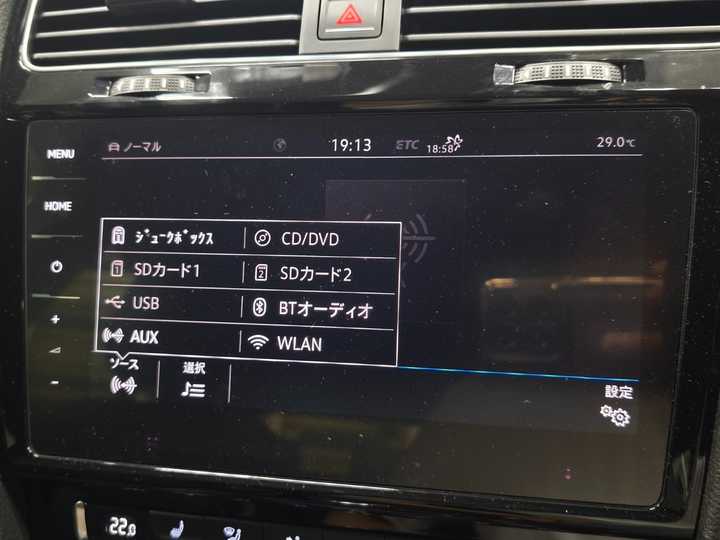 MENU
ノーマル 19:13 ETC 18:58 29.0℃
HOME
ｼﾞｭｰｸﾎﾞｯｸｽ CD/DVD
1 SDカード1 2 SDカード2
USB BTオーディオ
AUX WLAN
ソース 選択 設定
+
-
22.0